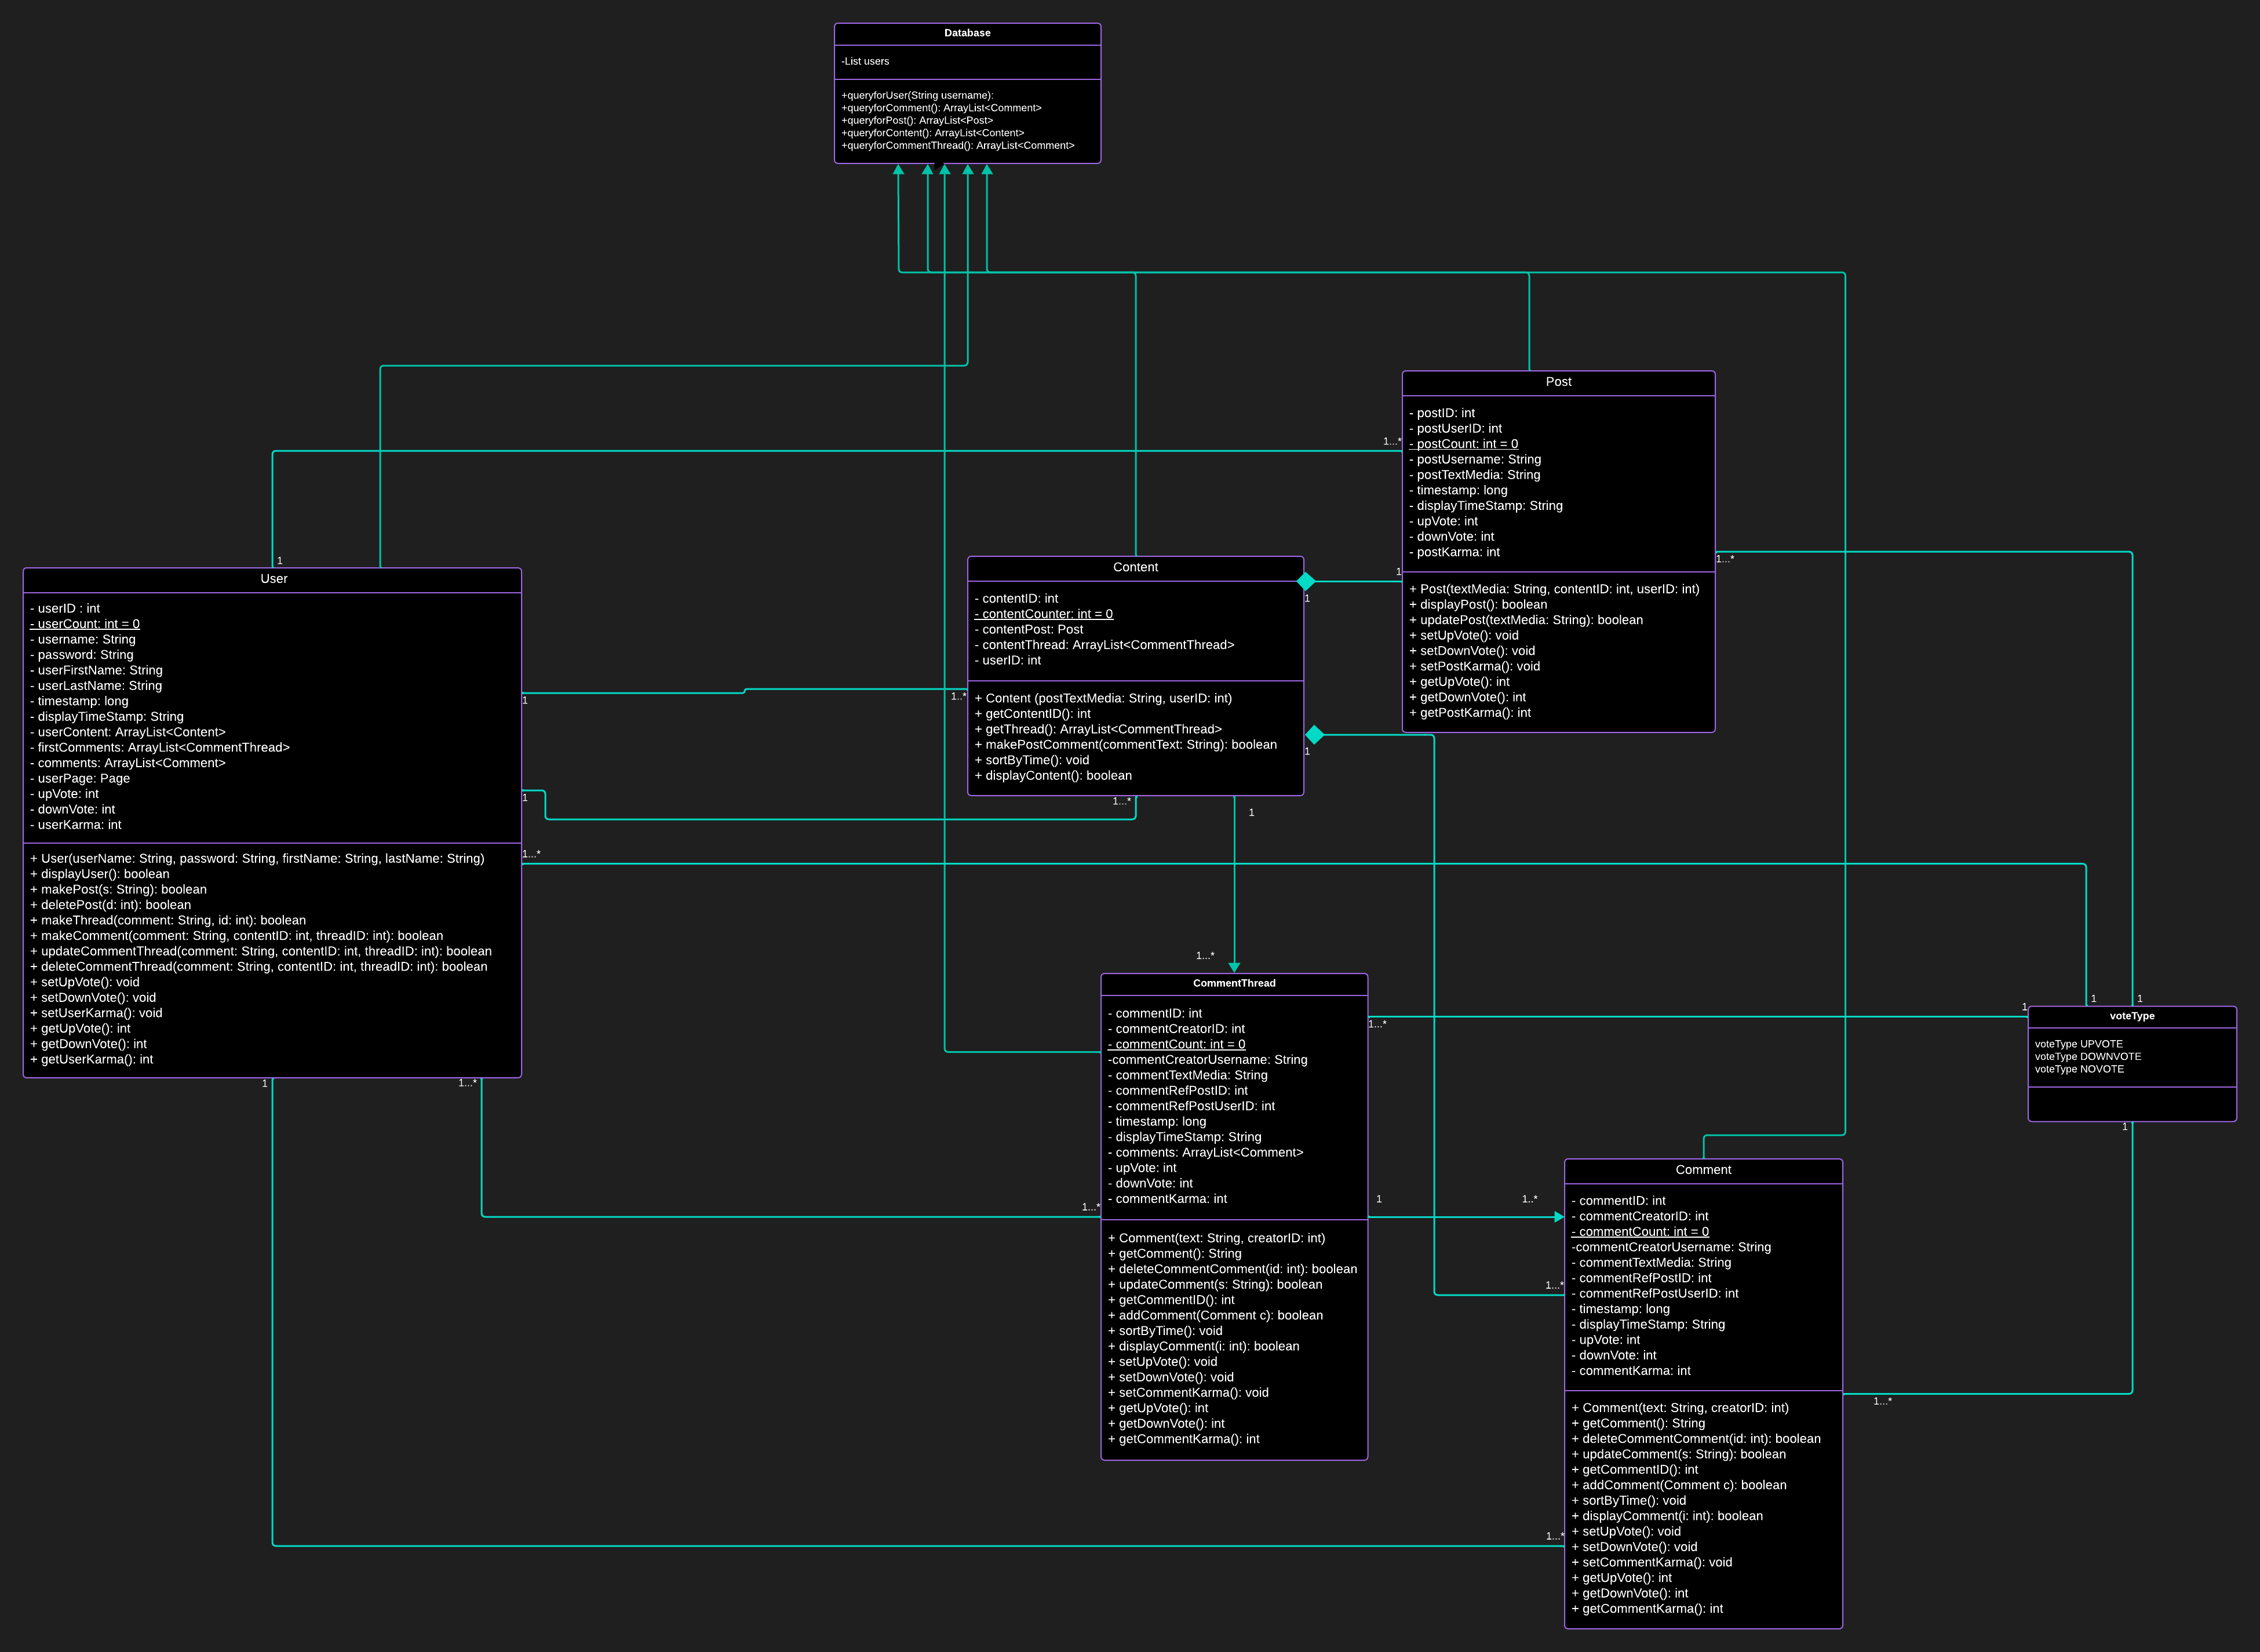 Database
-List users
+queryforUser(String username):
+queryforComment(): ArrayList<Comment>
+queryforPost(): ArrayList<Post>
+queryforContent(): ArrayList<Content>
+queryforCommentThread(): ArrayList<Comment>
Post
- postID: int
- postUserID: int
- postCount: int = 0
- postUsername: String
- postTextMedia: String
- timestamp: long
- displayTimeStamp: String
- upVote: int
- downVote: int
- postKarma: int
+ Post(textMedia: String, contentID: int, userID: int)
+ displayPost(): boolean
+ updatePost(textMedia: String): boolean
+ setUpVote(): void
+ setDownVote(): void
+ setPostKarma(): void
+ getUpVote(): int
+ getDownVote(): int
+ getPostKarma(): int
1...*
1
1...*
1
User
- userID : int
- userCount: int = 0
- username: String
- password: String
- userFirstName: String
- userLastName: String
- timestamp: long
- displayTimeStamp: String
- userContent: ArrayList<Content>
- firstComments: ArrayList<CommentThread>
- comments: ArrayList<Comment>
- userPage: Page
- upVote: int
- downVote: int
- userKarma: int
+ User(userName: String, password: String, firstName: String, lastName: String)
+ displayUser(): boolean
+ makePost(s: String): boolean
+ deletePost(d: int): boolean
+ makeThread(comment: String, id: int): boolean
+ makeComment(comment: String, contentID: int, threadID: int): boolean
+ updateCommentThread(comment: String, contentID: int, threadID: int): boolean
+ deleteCommentThread(comment: String, contentID: int, threadID: int): boolean
+ setUpVote(): void
+ setDownVote(): void
+ setUserKarma(): void
+ getUpVote(): int
+ getDownVote(): int
+ getUserKarma(): int
1
1
1...*
1
1...*
Content
- contentID: int
- contentCounter: int = 0
- contentPost: Post
- contentThread: ArrayList<CommentThread>
- userID: int
+ Content (postTextMedia: String, userID: int)
+ getContentID(): int
+ getThread(): ArrayList<CommentThread>
+ makePostComment(commentText: String): boolean
+ sortByTime(): void
+ displayContent(): boolean
1
1..*
1
1...*
1
1...*
CommentThread
- commentID: int
- commentCreatorID: int
- commentCount: int = 0
-commentCreatorUsername: String
- commentTextMedia: String
- commentRefPostID: int
- commentRefPostUserID: int
- timestamp: long
- displayTimeStamp: String
- comments: ArrayList<Comment>
- upVote: int
- downVote: int
- commentKarma: int
+ Comment(text: String, creatorID: int)
+ getComment(): String
+ deleteCommentComment(id: int): boolean
+ updateComment(s: String): boolean
+ getCommentID(): int
+ addComment(Comment c): boolean
+ sortByTime(): void
+ displayComment(i: int): boolean
+ setUpVote(): void
+ setDownVote(): void
+ setCommentKarma(): void
+ getUpVote(): int
+ getDownVote(): int
+ getCommentKarma(): int
1...*
1...*
1
1..*
voteType
voteType UPVOTE
voteType DOWNVOTE
voteType NOVOTE
1
1
1
1
Comment
- commentID: int
- commentCreatorID: int
- commentCount: int = 0
-commentCreatorUsername: String
- commentTextMedia: String
- commentRefPostID: int
- commentRefPostUserID: int
- timestamp: long
- displayTimeStamp: String
- upVote: int
- downVote: int
- commentKarma: int
+ Comment(text: String, creatorID: int)
+ getComment(): String
+ deleteCommentComment(id: int): boolean
+ updateComment(s: String): boolean
+ getCommentID(): int
+ addComment(Comment c): boolean
+ sortByTime(): void
+ displayComment(i: int): boolean
+ setUpVote(): void
+ setDownVote(): void
+ setCommentKarma(): void
+ getUpVote(): int
+ getDownVote(): int
+ getCommentKarma(): int
1...*
1...*
1...*